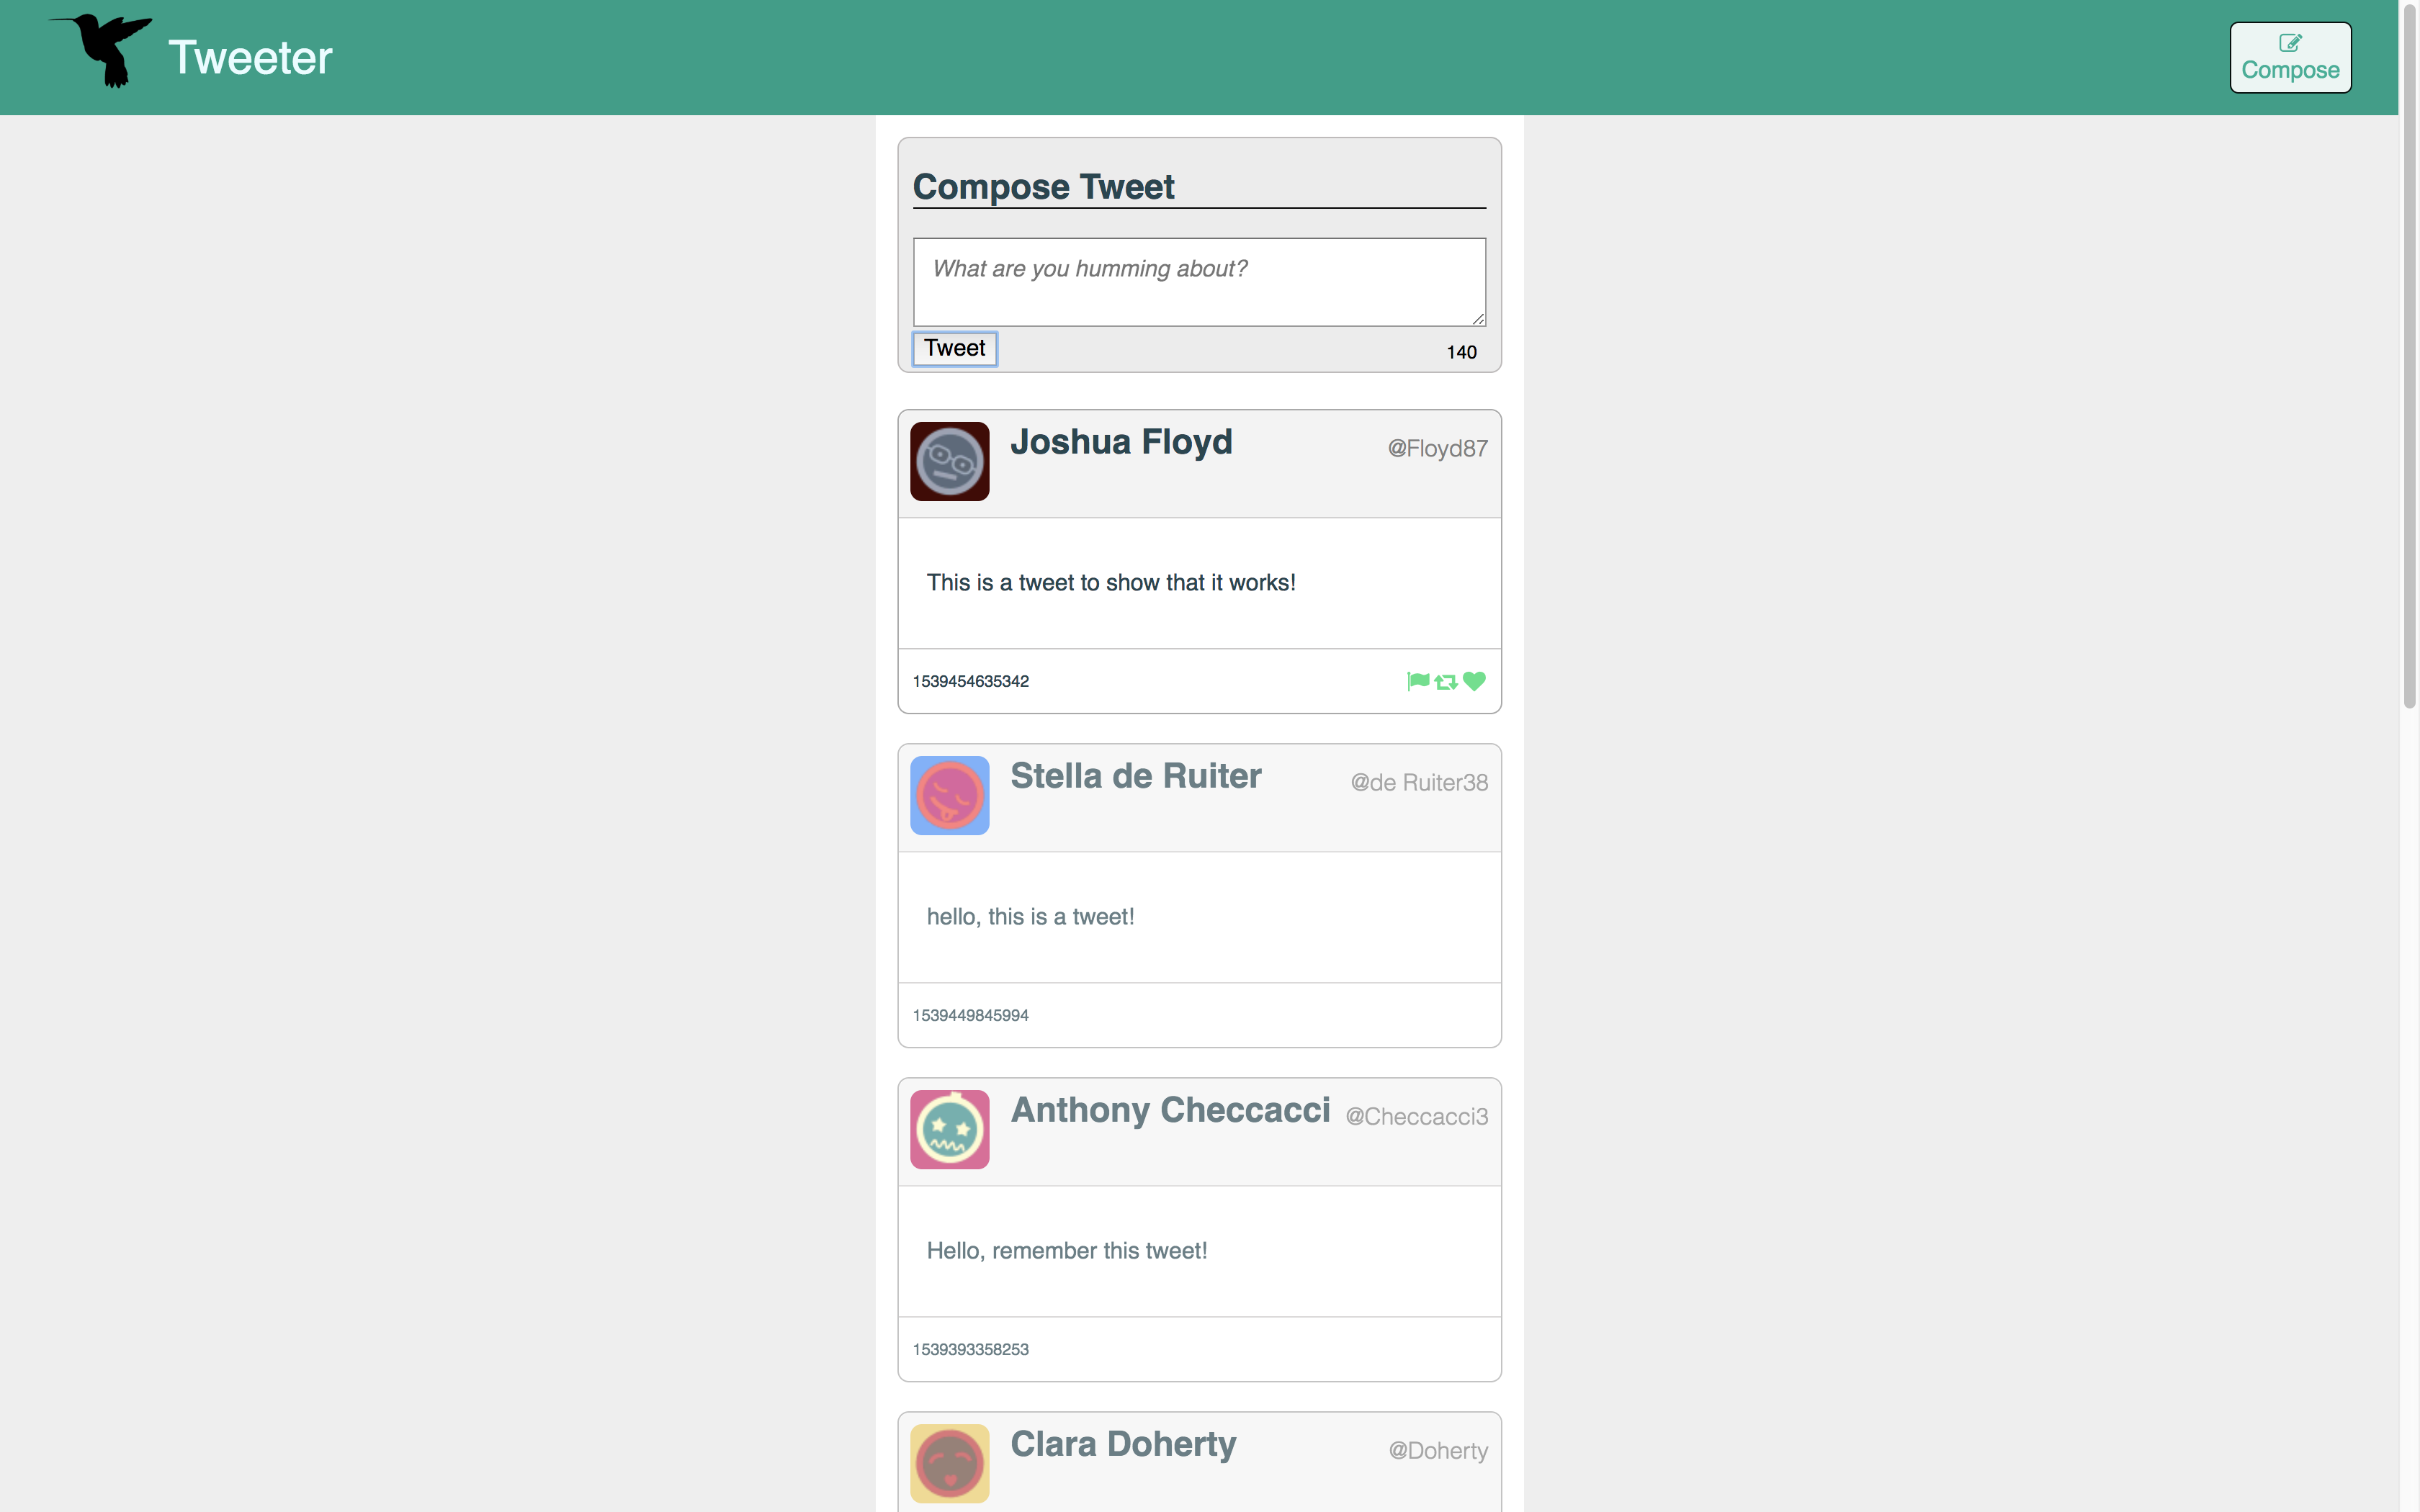 Tweeter
Compose
Compose Tweet
What are you humming about?
Tweet
140
Joshua Floyd
@Floyd87
This is a tweet to show that it works!
1539454635342
Stella de Ruiter
@de Ruiter38
hello, this is a tweet!
1539449845994
Anthony Checcacci
@Checcacci3
Hello, remember this tweet!
1539393358253
Clara Doherty
@Doherty